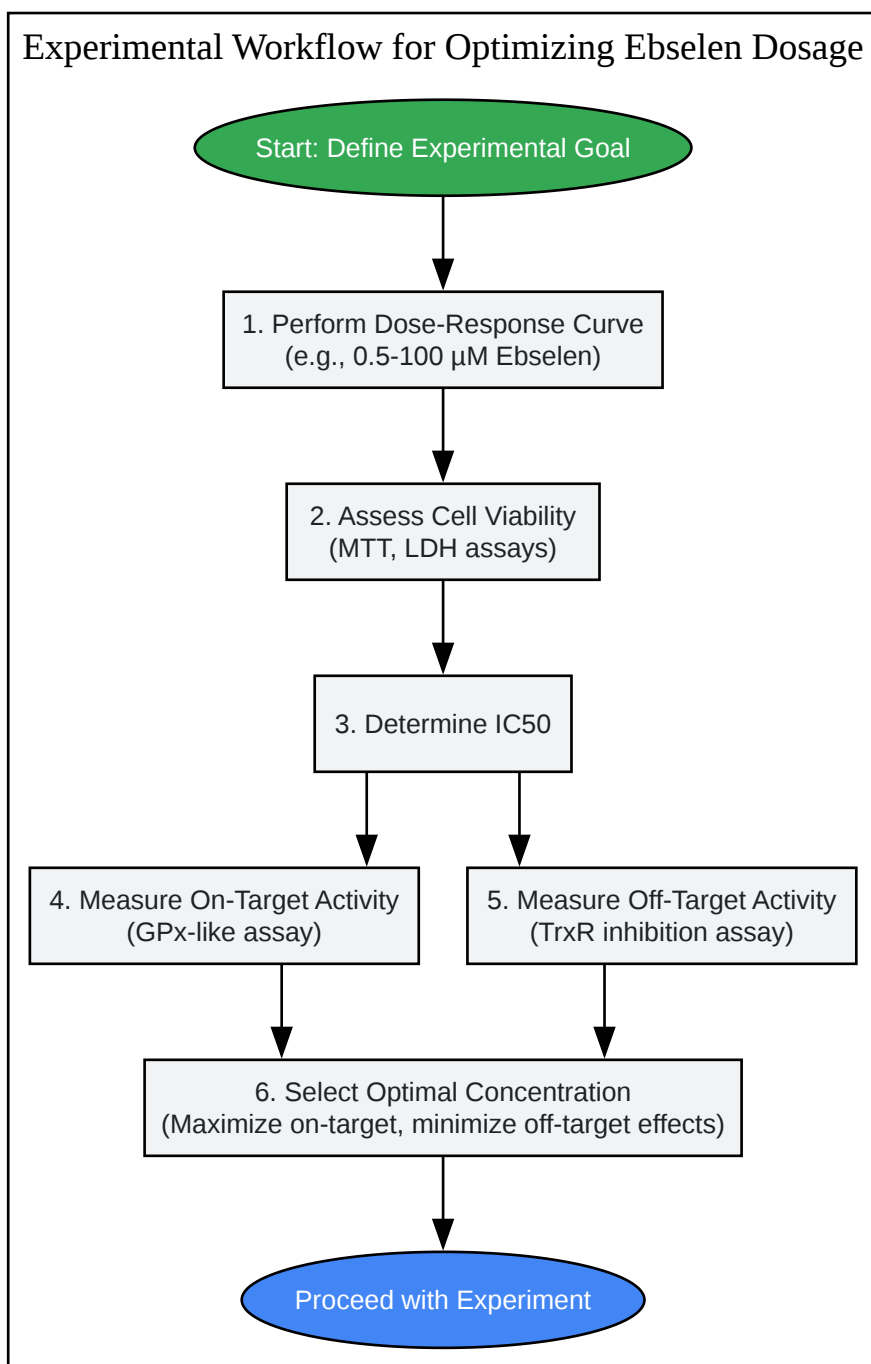 Experimental Workflow for Optimizing Ebselen Dosage
Start: Define Experimental Goal
1. Perform Dose-Response Curve
(e.g., 0.5-100 µM Ebselen)
2. Assess Cell Viability
(MTT, LDH assays)
3. Determine IC50
4. Measure On-Target Activity
(GPx-like assay)
5. Measure Off-Target Activity
(TrxR inhibition assay)
6. Select Optimal Concentration
(Maximize on-target, minimize off-target effects)
Proceed with Experiment